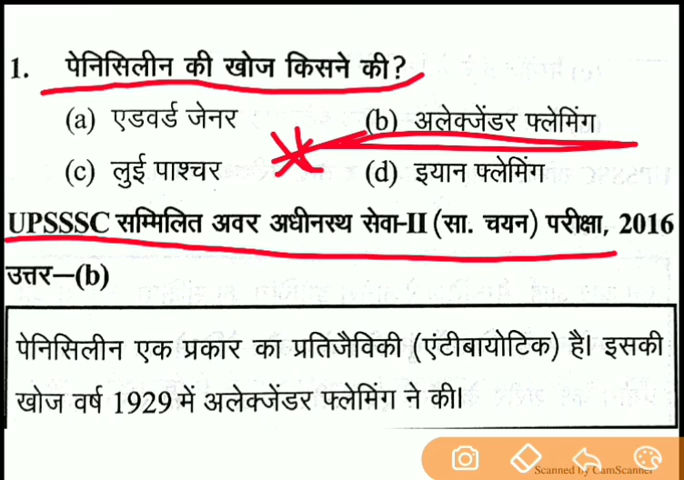 1. पेनिसिलीन की खोज किसने की?
(a) एडवर्ड जेनर (b) अलेक्जेंडर फ्लेमिंग
(c) लुई पाश्चर (d) इयान फ्लेमिंग
UPSSSC सम्मिलित अवर अधीनस्थ सेवा-II (सा. चयन) परीक्षा, 2016
उत्तर—(b)
पेनिसिलीन एक प्रकार का प्रतिजैविकी (एंटीबायोटिक) है। इसकी
खोज वर्ष 1929 में अलेक्जेंडर फ्लेमिंग ने की।
Scanned by CamScanner